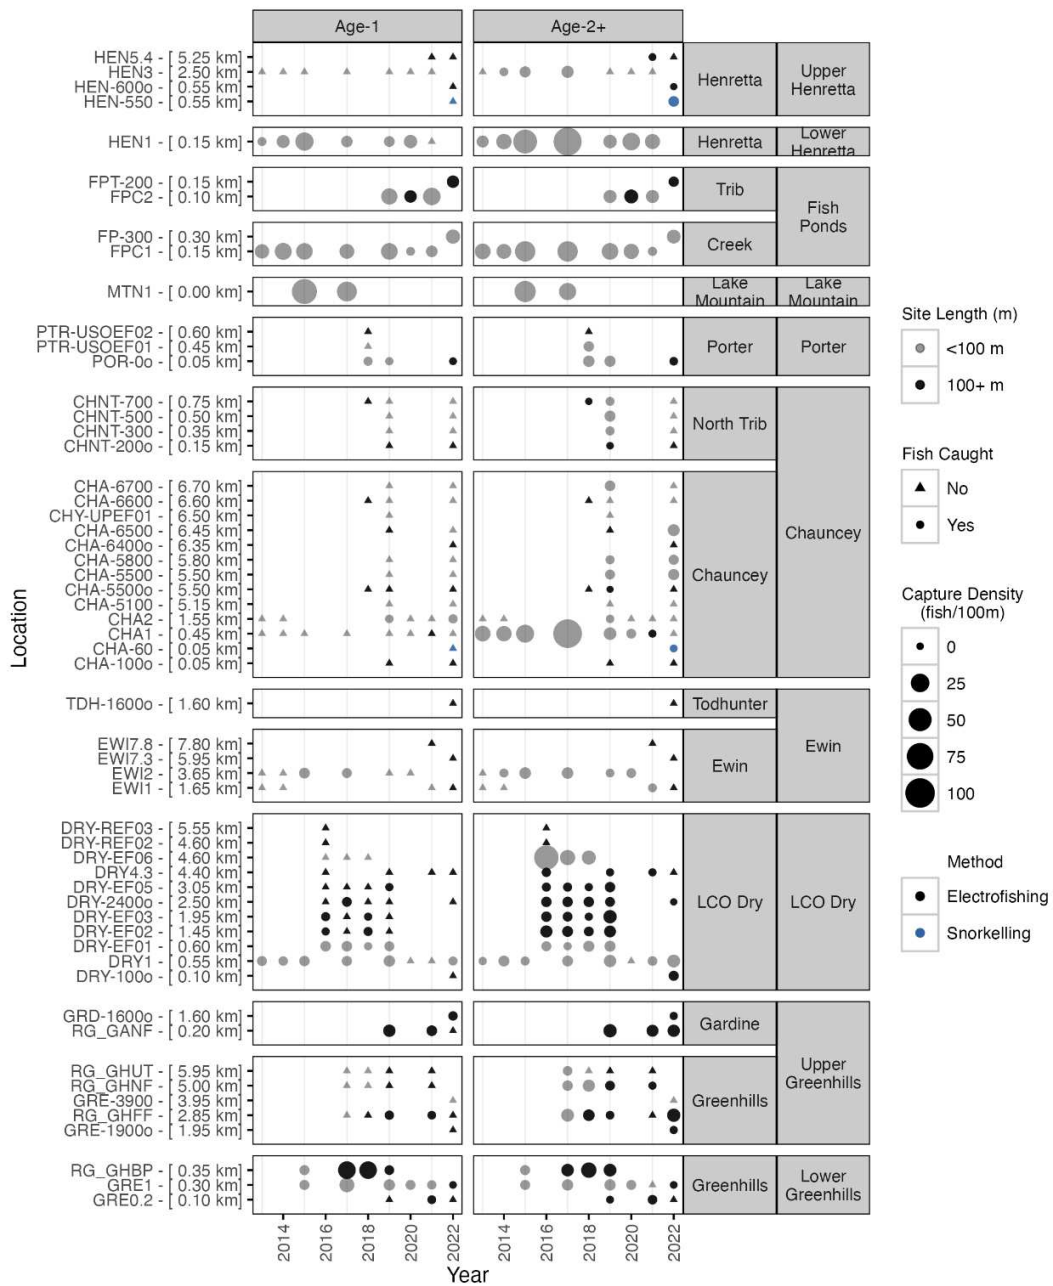 Age-1 Age-2+
HEN5.4 - [ 5.25 km]
HEN3 - [ 2.50 km]
HEN-600o - [ 0.55 km]
HEN-550 - [ 0.55 km]
Henretta
Upper
Henretta
HEN1 - [ 0.15 km]
Henretta
Lower
Henretta
FPT-200 - [ 0.15 km]
FPC2 - [ 0.10 km]
Trib
Fish
Ponds
FP-300 - [ 0.30 km]
FPC1 - [ 0.15 km]
Creek
MTN1 - [ 0.00 km]
Lake
Mountain
Lake
Mountain
PTR-USOEF02 - [ 0.60 km]
PTR-USOEF01 - [ 0.45 km]
POR-0o - [ 0.05 km]
Porter
Porter
CHNT-700 - [ 0.75 km]
CHNT-500 - [ 0.50 km]
CHNT-300 - [ 0.35 km]
CHNT-200o - [ 0.15 km]
North Trib
Chauncey
CHA-6700 - [ 6.70 km]
CHA-6600 - [ 6.60 km]
CHY-UPEF01 - [ 6.50 km]
CHA-6500 - [ 6.45 km]
CHA-6400o - [ 6.35 km]
CHA-5800 - [ 5.80 km]
CHA-5500 - [ 5.50 km]
CHA-5500o - [ 5.50 km]
CHA-5100 - [ 5.15 km]
CHA2 - [ 1.55 km]
CHA1 - [ 0.45 km]
CHA-60 - [ 0.05 km]
CHA-100o - [ 0.05 km]
Chauncey
TDH-1600o - [ 1.60 km]
Todhunter
Ewin
EWI7.8 - [ 7.80 km]
EWI7.3 - [ 5.95 km]
EWI2 - [ 3.65 km]
EWI1 - [ 1.65 km]
Ewin
DRY-REF03 - [ 5.55 km]
DRY-REF02 - [ 4.60 km]
DRY-EF06 - [ 4.60 km]
DRY4.3 - [ 4.40 km]
DRY-EF05 - [ 3.05 km]
DRY-2400o - [ 2.50 km]
DRY-EF03 - [ 1.95 km]
DRY-EF02 - [ 1.45 km]
DRY-EF01 - [ 0.60 km]
DRY1 - [ 0.55 km]
DRY-100o - [ 0.10 km]
LCO Dry
LCO Dry
GRD-1600o - [ 1.60 km]
RG_GANF - [ 0.20 km]
Gardine
Upper
Greenhills
RG_GHUT - [ 5.95 km]
RG_GHNF - [ 5.00 km]
GRE-3900 - [ 3.95 km]
RG_GHFF - [ 2.85 km]
GRE-1900o - [ 1.95 km]
Greenhills
RG_GHBP - [ 0.35 km]
GRE1 - [ 0.30 km]
GRE0.2 - [ 0.10 km]
Greenhills
Lower
Greenhills
2014 2016 2018 2020 2022 2014 2016 2018 2020 2022
Year
Location
Site Length (m)
<100 m
100+ m
Fish Caught
No
Yes
Capture Density
(fish/100m)
0
25
50
75
100
Method
Electrofishing
Snorkelling